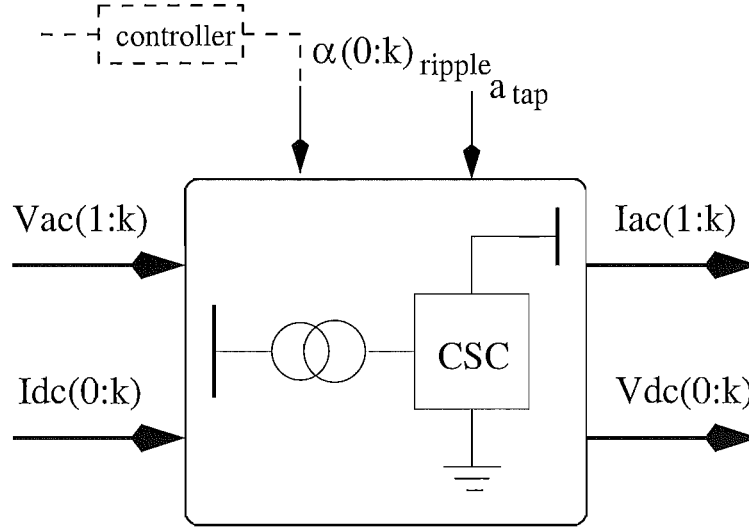 controller
α(0:k) ripple
a tap
Vac(1:k)
Iac(1:k)
CSC
Idc(0:k)
Vdc(0:k)